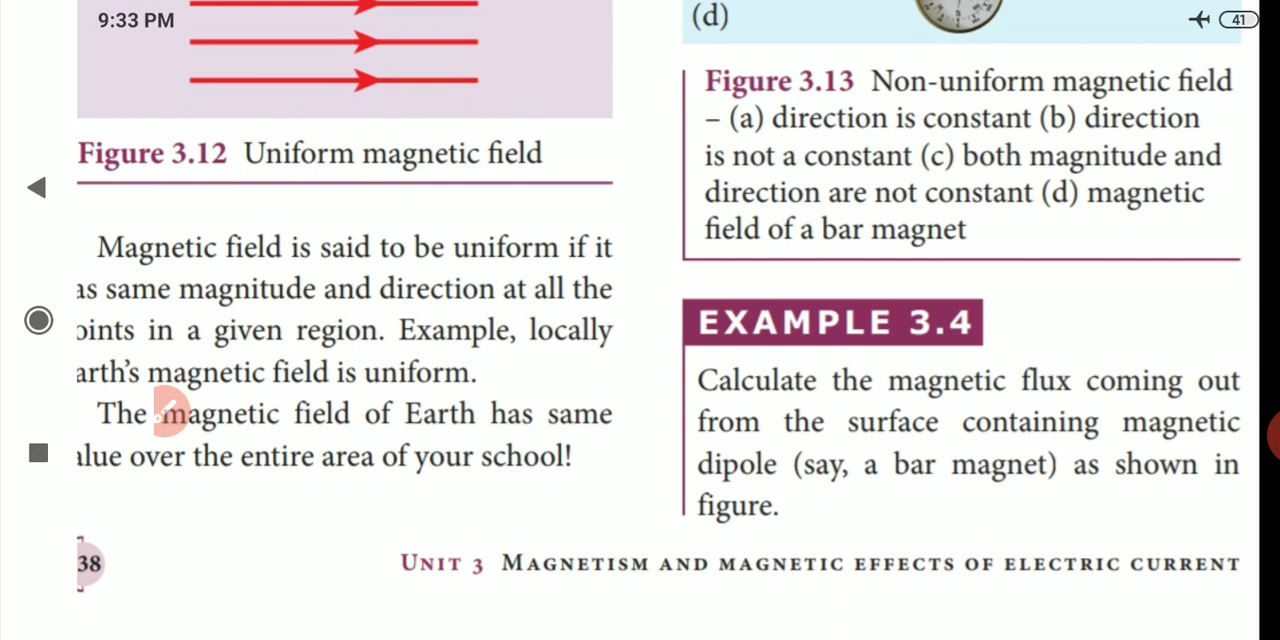 9:33 PM
41
Figure 3.12 Uniform magnetic field
Magnetic field is said to be uniform if it
as same magnitude and direction at all the
oints in a given region. Example, locally
arth's magnetic field is uniform.
The magnetic field of Earth has same
alue over the entire area of your school!
(d)
Figure 3.13 Non-uniform magnetic field
– (a) direction is constant (b) direction
is not a constant (c) both magnitude and
direction are not constant (d) magnetic
field of a bar magnet
EXAMPLE 3.4
Calculate the magnetic flux coming out
from the surface containing magnetic
dipole (say, a bar magnet) as shown in
figure.
38
UNIT 3 MAGNETISM AND MAGNETIC EFFECTS OF ELECTRIC CURRENT